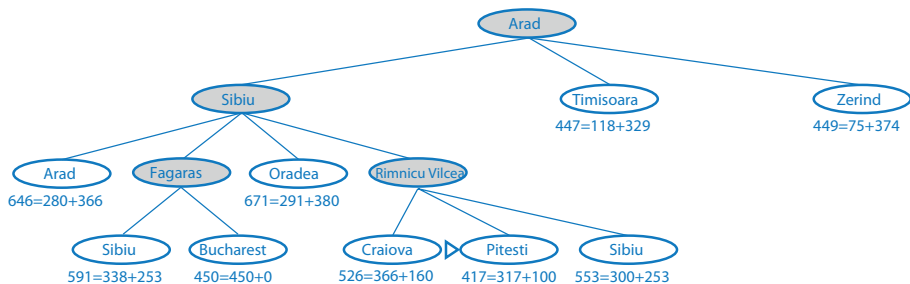 Arad
Sibiu Timisoara Zerind
447=118+329 449=75+374
Arad Fagaras Oradea Rimnicu Vilcea
646=280+366 671=291+380
Sibiu Bucharest Craiova Pitesti Sibiu
591=338+253 450=450+0 526=366+160 417=317+100 553=300+253